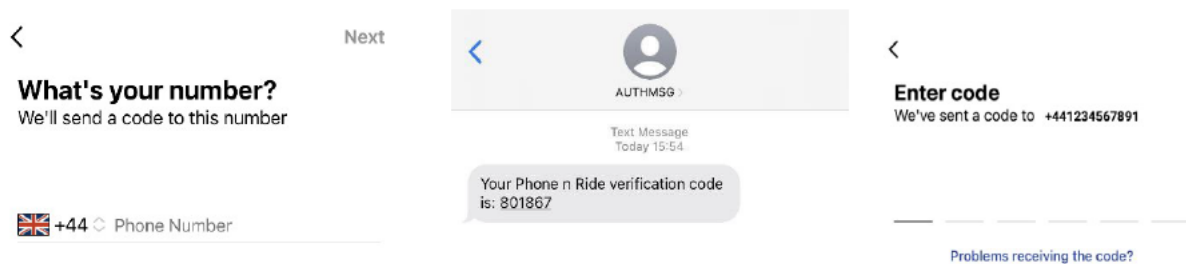 Next
What's your number?
We'll send a code to this number
+44 Phone Number
AUTHMSG
Text Message
Today 15:54
Your Phone n Ride verification code
is: 801867
Enter code
We've sent a code to +441234567891
Problems receiving the code?